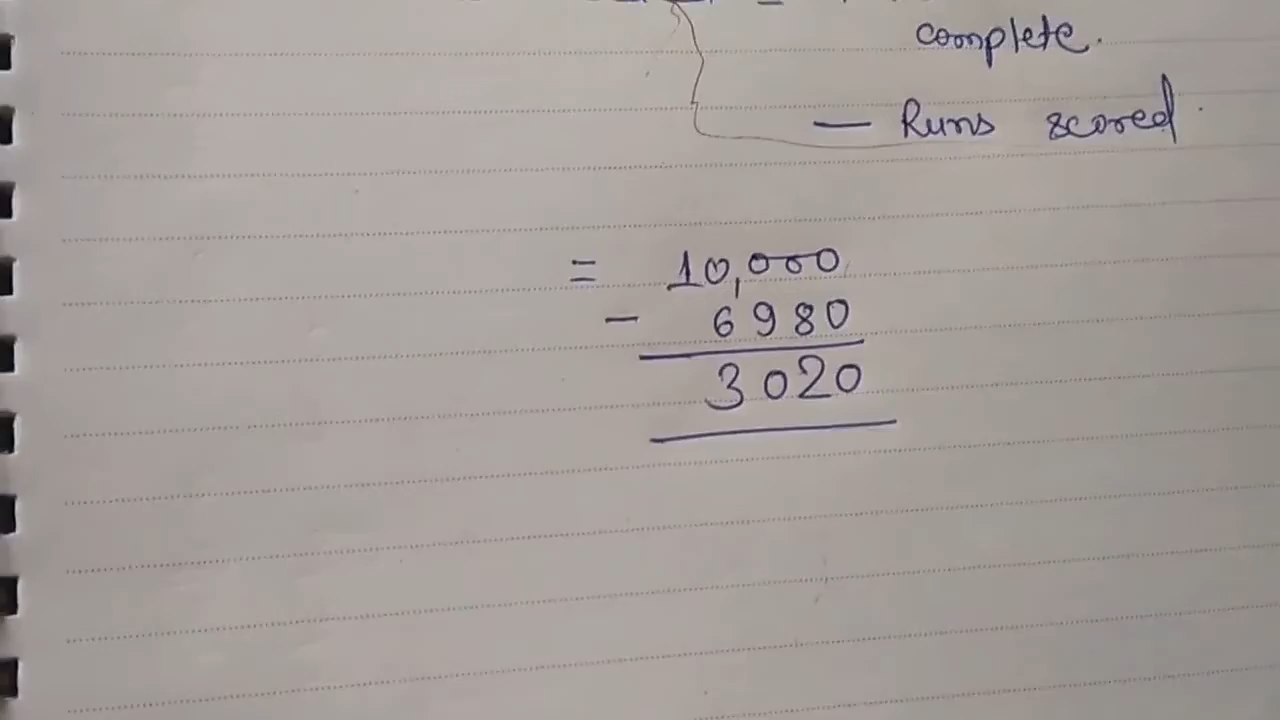 complete.
— Runs scored.
= 10,000
- 6980
3020